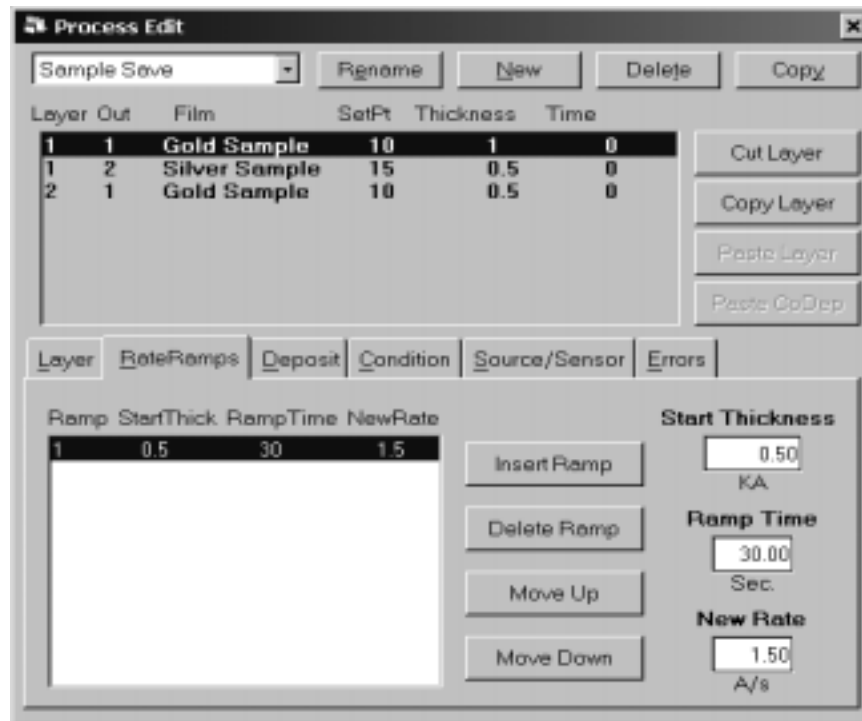 Process Edit
Sample Save Rename New Delete Copy
Layer Out Film SetPt Thickness Time
1 1 Gold Sample 10 1 0
1 2 Silver Sample 15 0.5 0
2 1 Gold Sample 10 0.5 0
Cut Layer
Copy Layer
Paste Layer
Paste CoDep
Layer RateRamps Deposit Condition Source/Sensor Errors
Ramp StartThick RampTime NewRate
1 0.5 30 1.5
Insert Ramp
Delete Ramp
Move Up
Move Down
Start Thickness
0.50
KA
Ramp Time
30.00
Sec.
New Rate
1.50
A/s